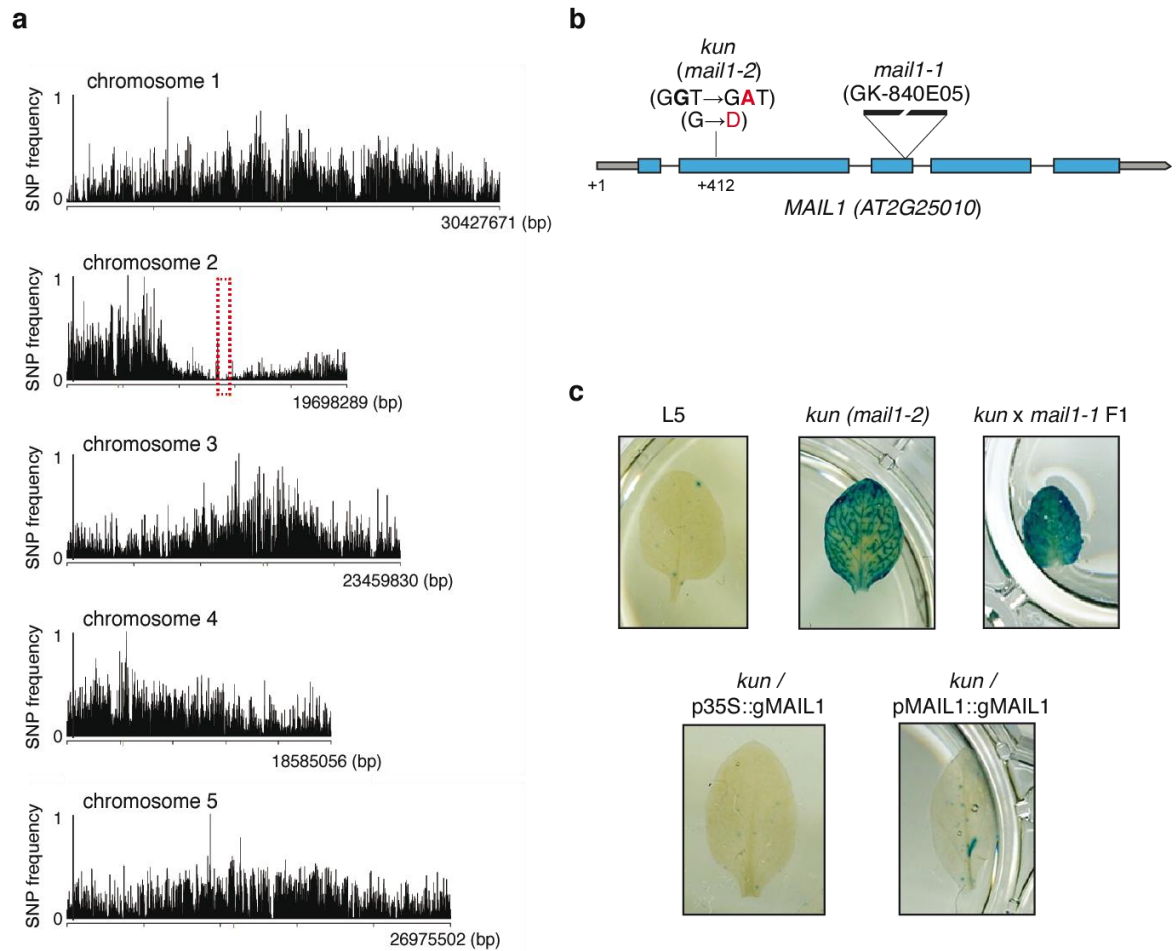 a
chromosome 1
SNP frequency
1
0
30427671 (bp)
chromosome 2
SNP frequency
1
0
19698289 (bp)
chromosome 3
SNP frequency
1
0
23459830 (bp)
chromosome 4
SNP frequency
1
0
18585056 (bp)
chromosome 5
SNP frequency
1
0
26975502 (bp)
b
kun
(mail1-2)
(GGT→GAT)
(G→D)
mail1-1
(GK-840E05)
+1
+412
MAIL1 (AT2G25010)
c
L5
kun (mail1-2)
kun x mail1-1 F1
kun /
p35S::gMAIL1
kun /
pMAIL1::gMAIL1